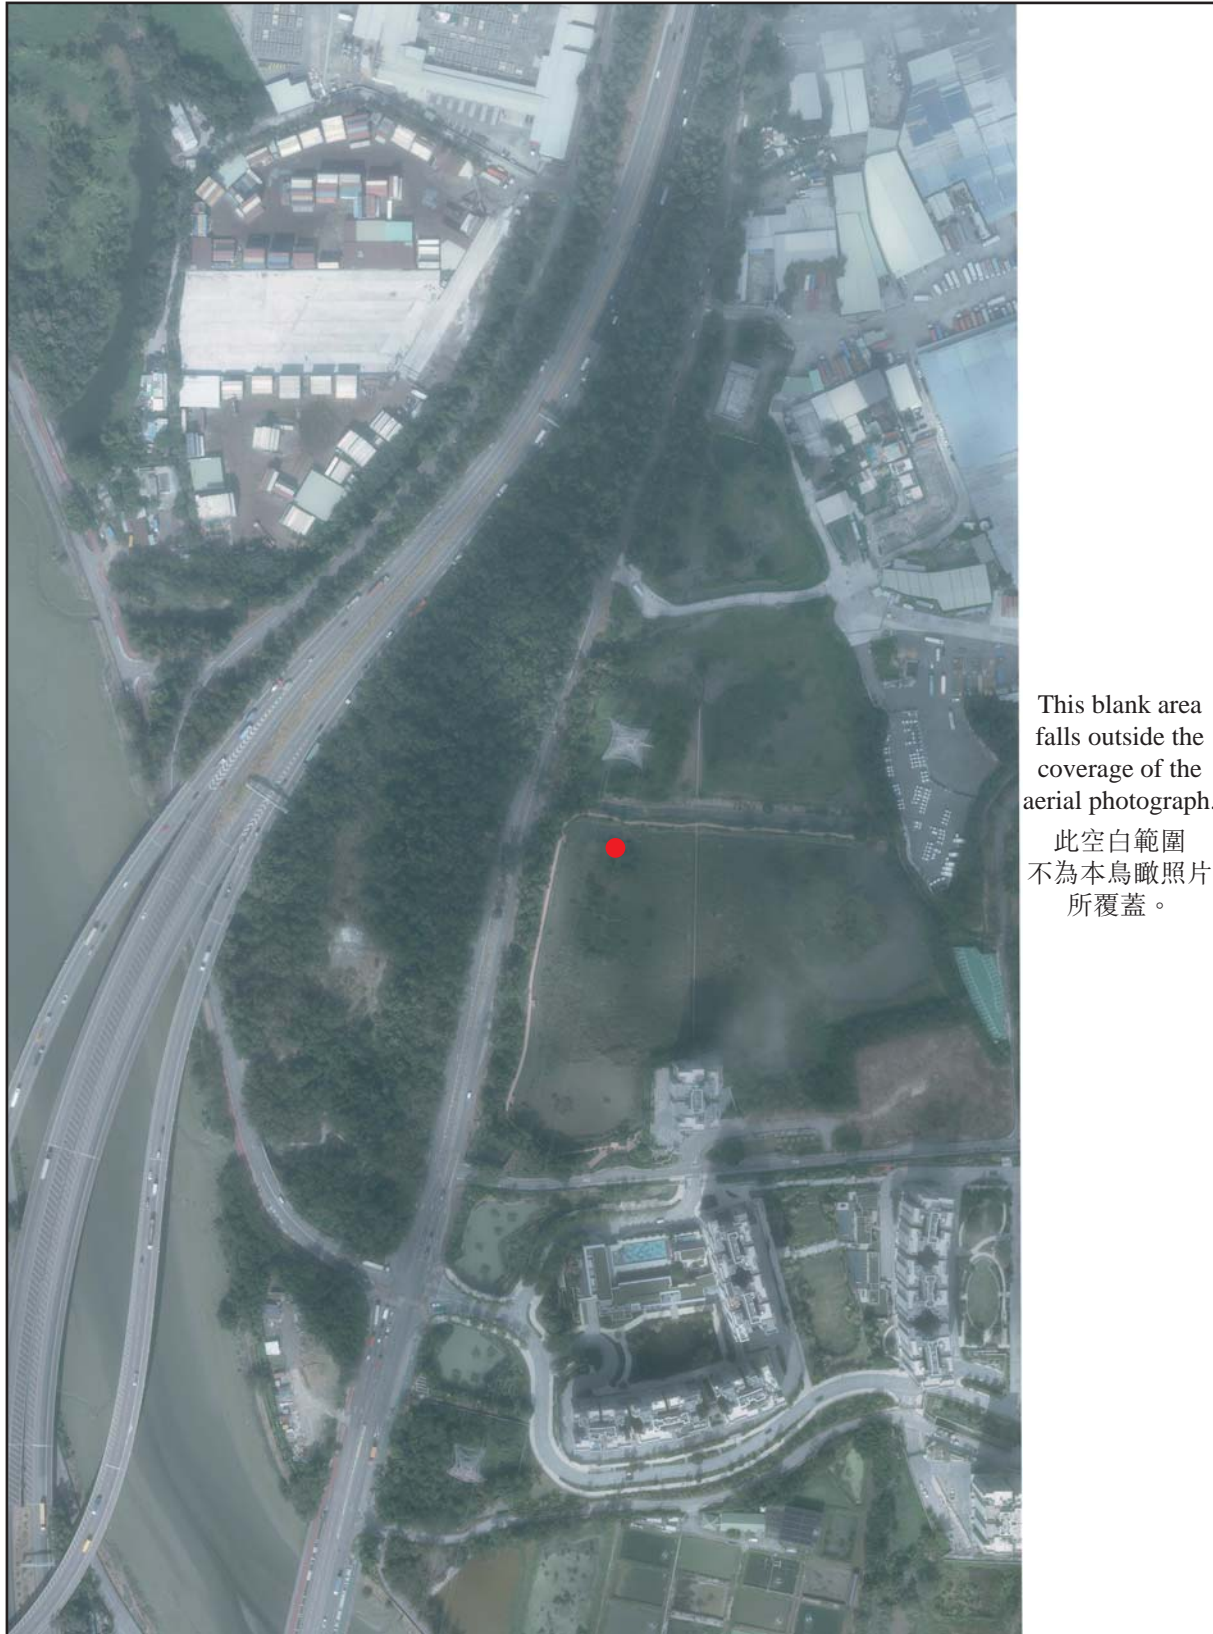 This blank area
falls outside the
coverage of the
aerial photograph.
此空白範圍
不為本鳥瞰照片
所覆蓋。